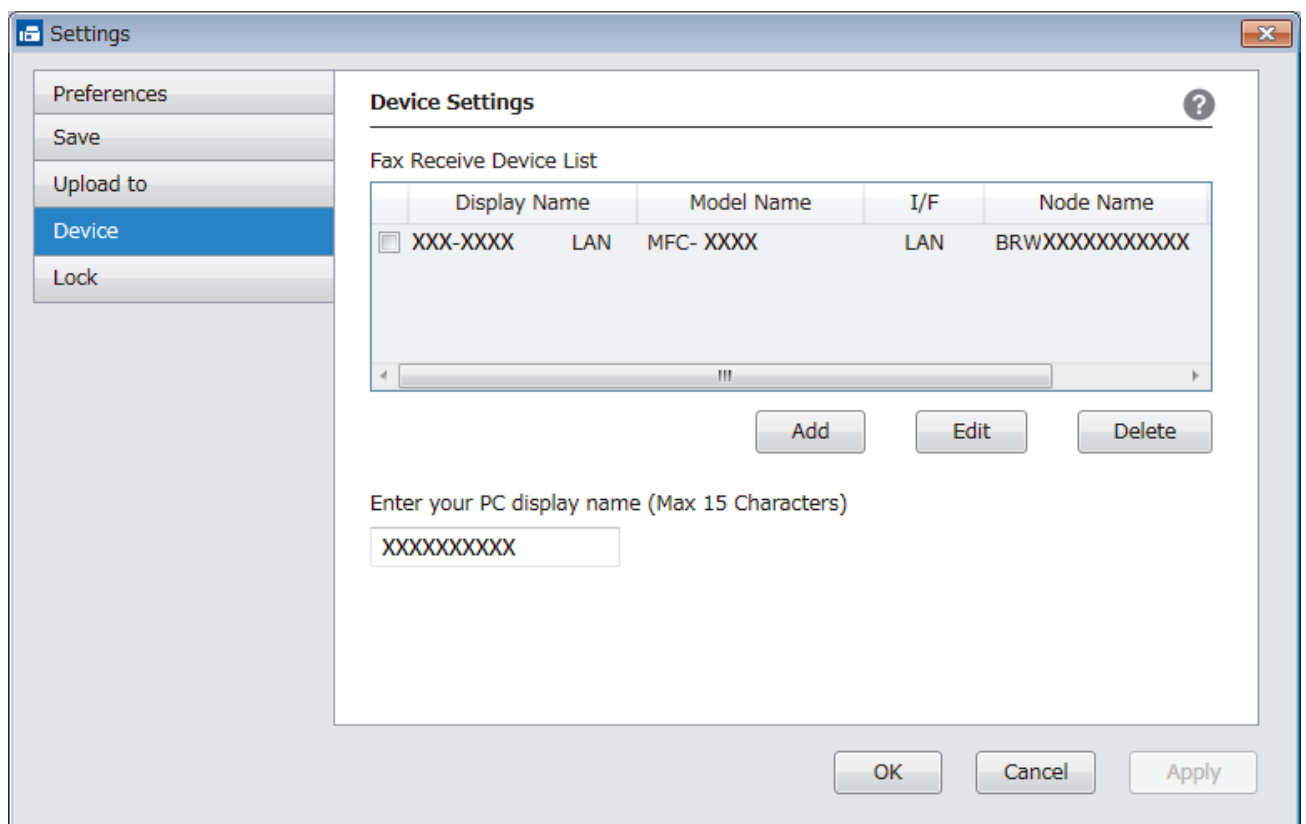 Settings
Preferences
Save
Upload to
Device
Lock
Device Settings
?
Fax Receive Device List
Display Name Model Name I/F Node Name
XXX-XXXX LAN MFC- XXXX LAN BRWXXXXXXXXXXX
Add Edit Delete
Enter your PC display name (Max 15 Characters)
XXXXXXXXXX
OK Cancel Apply